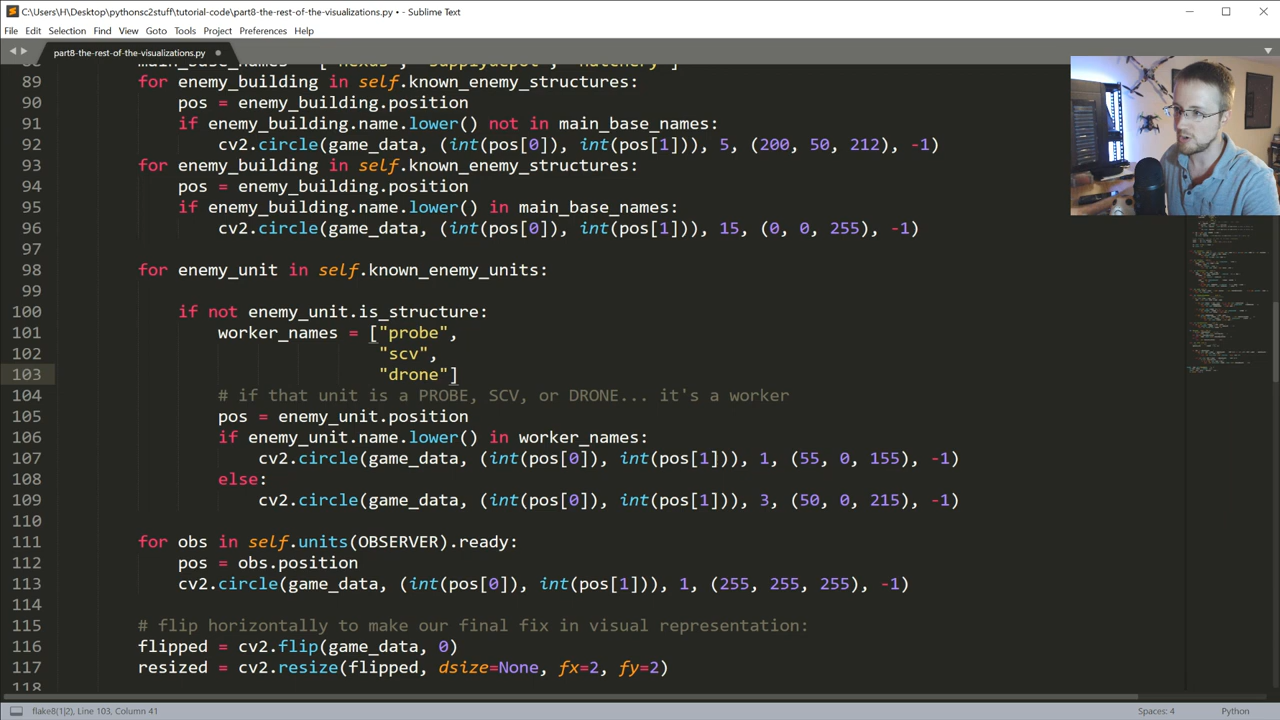 C:\Users\H\Desktop\pythonsc2stuff\tutorial-code\part8-the-rest-of-the-visualizations.py • - Sublime Text
File Edit Selection Find View Goto Tools Project Preferences Help
part8-the-rest-of-the-visualizations.py
88 main_base_names = ["nexus", "supplydepot", "hatchery"]
89 for enemy_building in self.known_enemy_structures:
90 pos = enemy_building.position
91 if enemy_building.name.lower() not in main_base_names:
92 cv2.circle(game_data, (int(pos[0]), int(pos[1])), 5, (200, 50, 212), -1)
93 for enemy_building in self.known_enemy_structures:
94 pos = enemy_building.position
95 if enemy_building.name.lower() in main_base_names:
96 cv2.circle(game_data, (int(pos[0]), int(pos[1])), 15, (0, 0, 255), -1)
97
98 for enemy_unit in self.known_enemy_units:
99
100 if not enemy_unit.is_structure:
101 worker_names = ["probe",
102 "scv",
103 "drone"]
104 # if that unit is a PROBE, SCV, or DRONE... it's a worker
105 pos = enemy_unit.position
106 if enemy_unit.name.lower() in worker_names:
107 cv2.circle(game_data, (int(pos[0]), int(pos[1])), 1, (55, 0, 155), -1)
108 else:
109 cv2.circle(game_data, (int(pos[0]), int(pos[1])), 3, (50, 0, 215), -1)
110
111 for obs in self.units(OBSERVER).ready:
112 pos = obs.position
113 cv2.circle(game_data, (int(pos[0]), int(pos[1])), 1, (255, 255, 255), -1)
114
115 # flip horizontally to make our final fix in visual representation:
116 flipped = cv2.flip(game_data, 0)
117 resized = cv2.resize(flipped, dsize=None, fx=2, fy=2)
118
flake8(1|2), Line 103, Column 41
Spaces: 4
Python